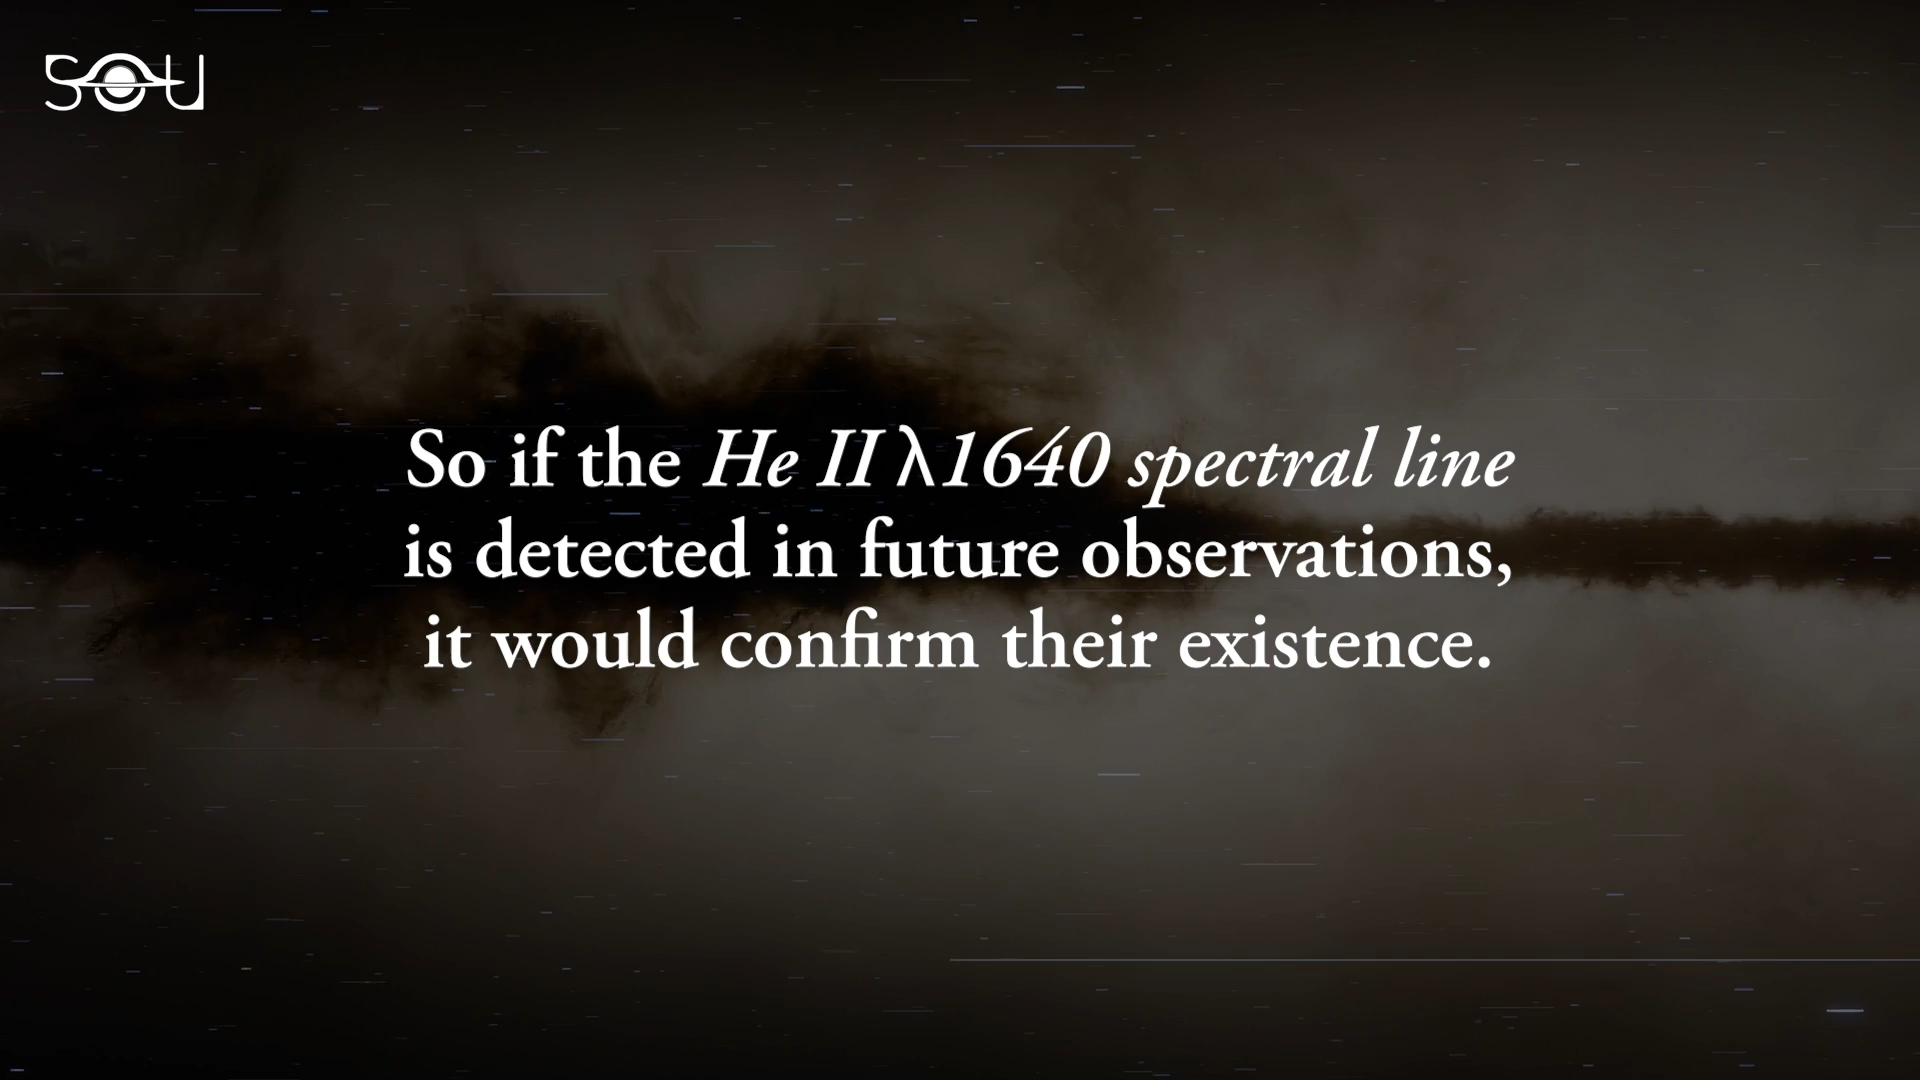 SOU
So if the He II λ1640 spectral line
is detected in future observations,
it would confirm their existence.